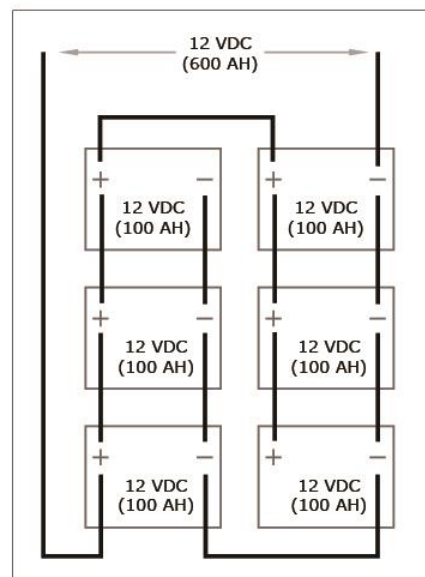 12 VDC
(600 AH)
+ − + −
12 VDC 12 VDC
(100 AH) (100 AH)
+ − + −
12 VDC 12 VDC
(100 AH) (100 AH)
+ − + −
12 VDC 12 VDC
(100 AH) (100 AH)